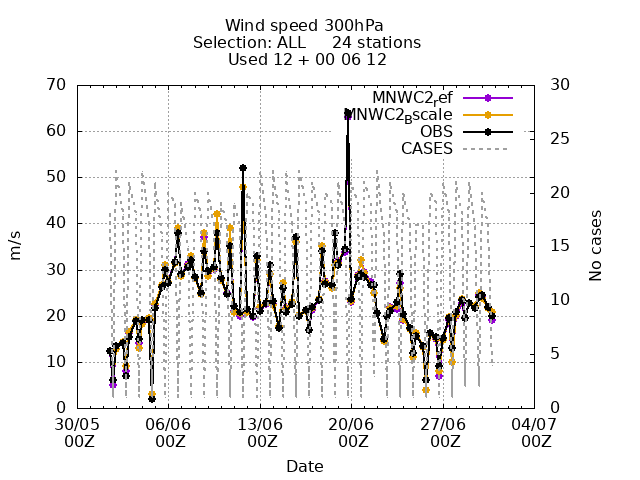 Wind speed 300hPa
Selection: ALL 24 stations
Used 12 + 00 06 12
70
60
50
40
30
20
10
0
m/s
30
25
20
15
10
5
0
No cases
MNWC2ref
MNWC2Bscale
OBS
CASES
30/05 06/06 13/06 20/06 27/06 04/07
00Z 00Z 00Z 00Z 00Z 00Z
Date